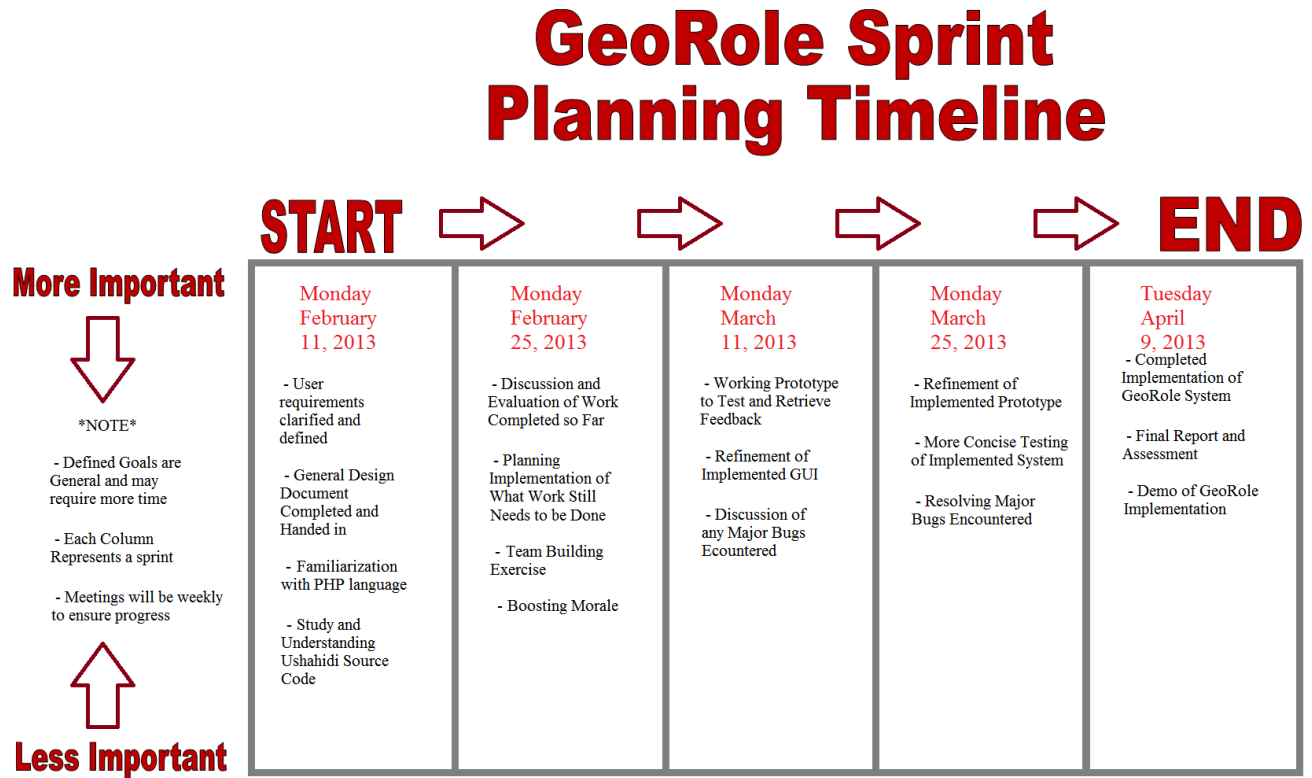 GeoRole Sprint
Planning Timeline
START
END
More Important
*NOTE*
- Defined Goals are
General and may
require more time
- Each Column
Represents a sprint
- Meetings will be weekly
to ensure progress
Less Important
Monday
February
11, 2013
- User
requirements
clarified and
defined
- General Design
Document
Completed and
Handed in
- Familiarization
with PHP language
- Study and
Understanding
Ushahidi Source
Code
Monday
February
25, 2013
- Discussion and
Evaluation of Work
Completed so Far
- Planning
Implementation of
What Work Still
Needs to be Done
- Team Building
Exercise
- Boosting Morale
Monday
March
11, 2013
- Working Prototype
to Test and Retrieve
Feedback
- Refinement of
Implemented GUI
- Discussion of
any Major Bugs
Ecountered
Monday
March
25, 2013
- Refinement of
Implemented Prototype
- More Concise Testing
of Implemented System
- Resolving Major
Bugs Encountered
Tuesday
April
9, 2013
- Completed
Implementation of
GeoRole System
- Final Report and
Assessment
- Demo of GeoRole
Implementation